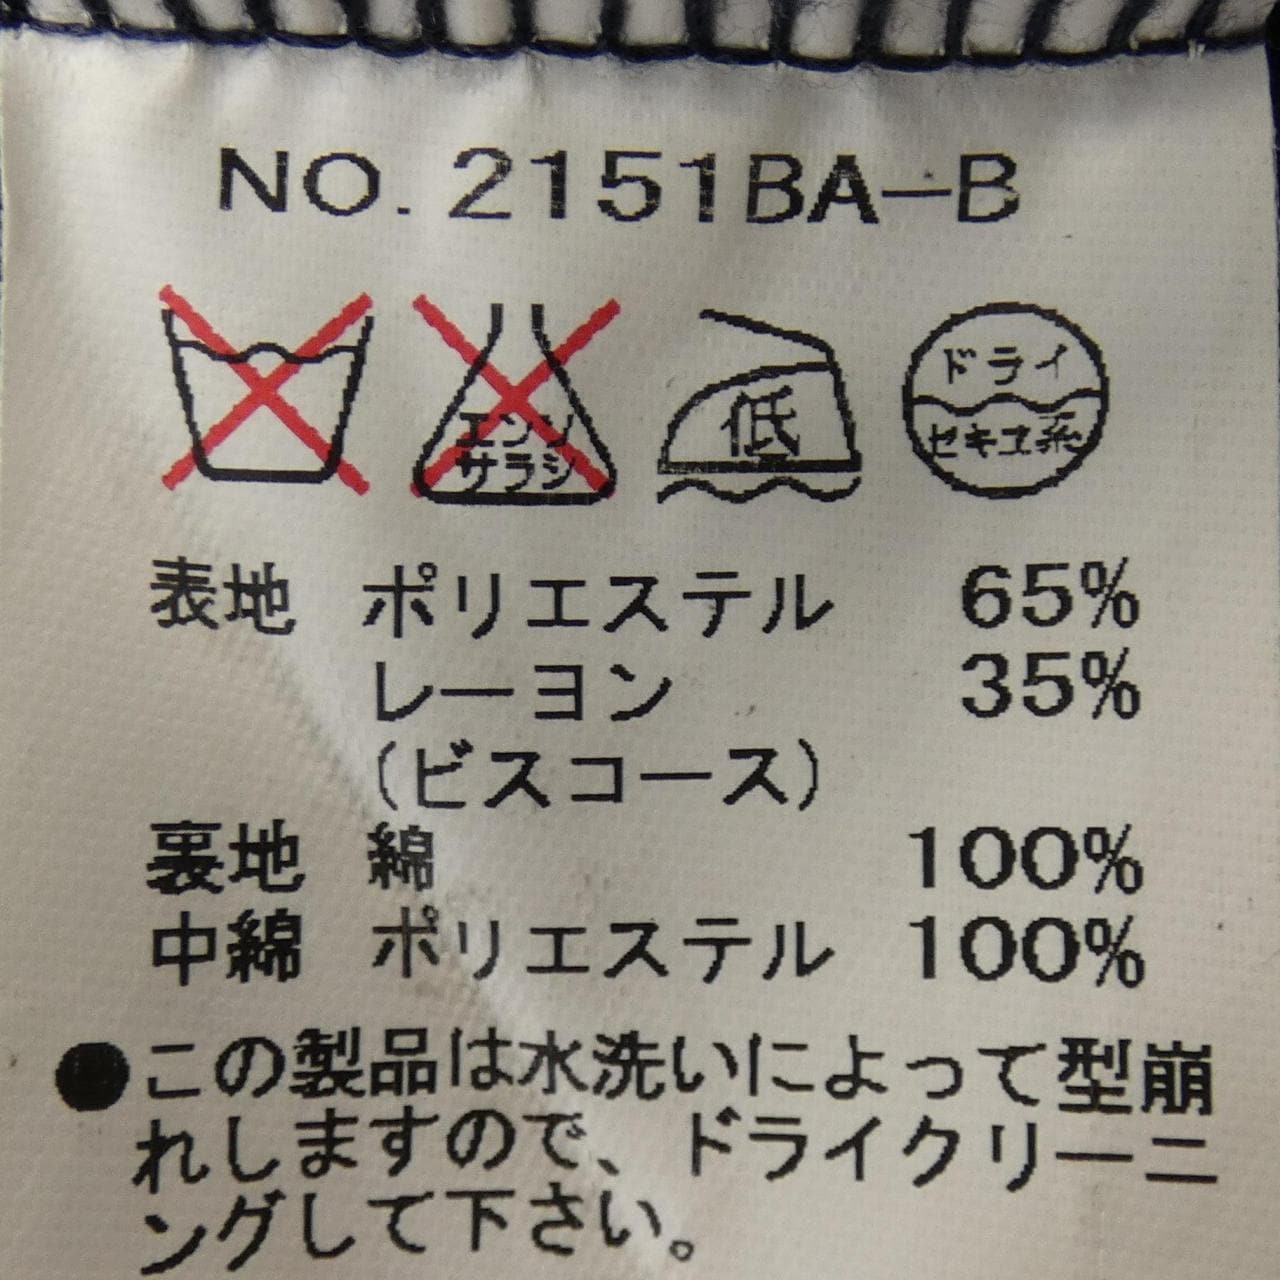 NO. 2151BA-B
エンソ
サラシ
低
ドライ
セキユ系
表地 ポリエステル 65%
レーヨン 35%
(ビスコース)
裏地 綿 100%
中綿 ポリエステル 100%
●この製品は水洗いによって型崩
れしますので、ドライクリーニ
ングして下さい。